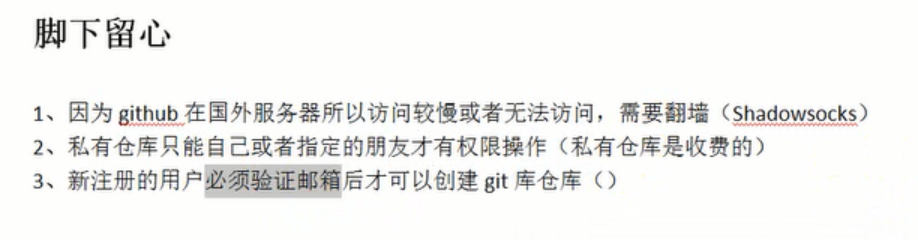 脚下留心
1、因为 github 在国外服务器所以访问较慢或者无法访问，需要翻墙（Shadowsocks）
2、私有仓库只能自己或者指定的朋友才有权限操作（私有仓库是收费的）
3、新注册的用户必须验证邮箱后才可以创建 git 库仓库（）